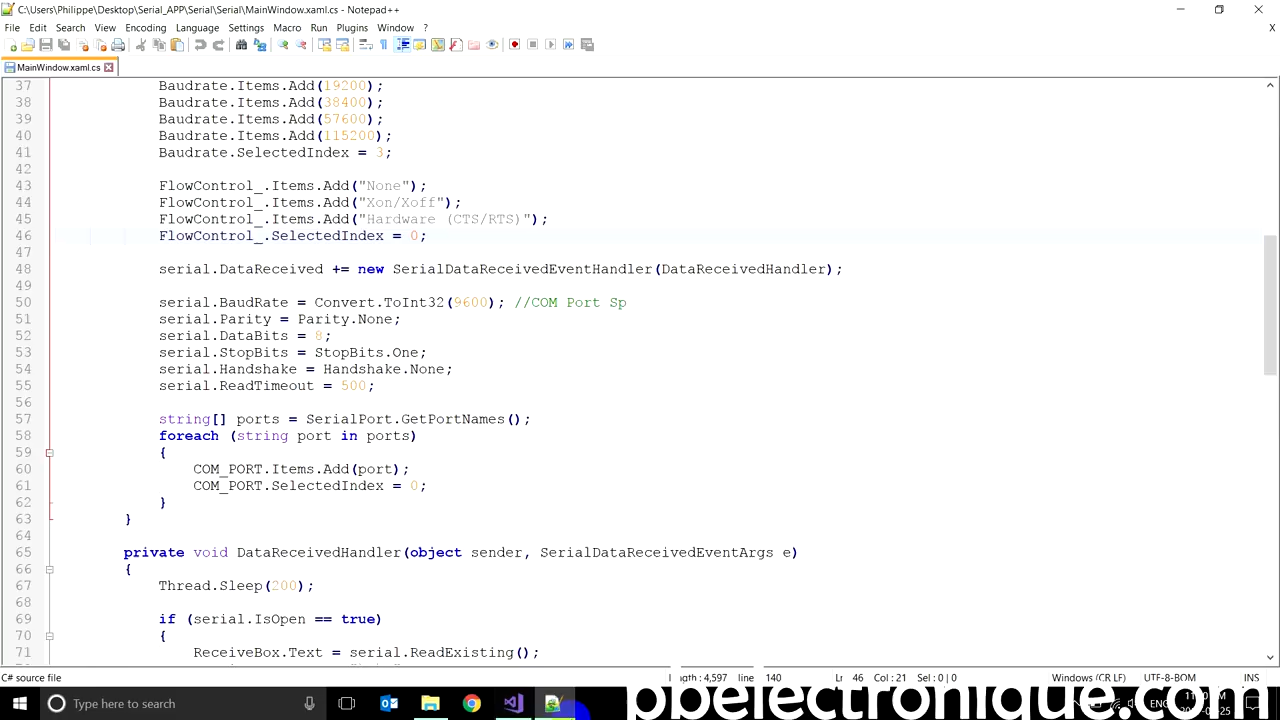 C:\Users\Philippe\Desktop\Serial_APP\Serial\Serial\MainWindow.xaml.cs - Notepad++
File Edit Search View Encoding Language Settings Macro Run Plugins Window ? X
MainWindow.xaml.cs
37 Baudrate.Items.Add(19200);
38 Baudrate.Items.Add(38400);
39 Baudrate.Items.Add(57600);
40 Baudrate.Items.Add(115200);
41 Baudrate.SelectedIndex = 3;
42
43 FlowControl_.Items.Add("None");
44 FlowControl_.Items.Add("Xon/Xoff");
45 FlowControl_.Items.Add("Hardware (CTS/RTS)");
46 FlowControl_.SelectedIndex = 0;
47
48 serial.DataReceived += new SerialDataReceivedEventHandler(DataReceivedHandler);
49
50 serial.BaudRate = Convert.ToInt32(9600); //COM Port Sp
51 serial.Parity = Parity.None;
52 serial.DataBits = 8;
53 serial.StopBits = StopBits.One;
54 serial.Handshake = Handshake.None;
55 serial.ReadTimeout = 500;
56
57 string[] ports = SerialPort.GetPortNames();
58 foreach (string port in ports)
59 {
60 COM_PORT.Items.Add(port);
61 COM_PORT.SelectedIndex = 0;
62 }
63 }
64
65 private void DataReceivedHandler(object sender, SerialDataReceivedEventArgs e)
66 {
67 Thread.Sleep(200);
68
69 if (serial.IsOpen == true)
70 {
71 ReceiveBox.Text = serial.ReadExisting();
C# source file length : 4,597 line 140 Ln 46 Col : 21 Sel : 0 | 0 Windows (CR LF) UTF-8-BOM INS
Type here to search
pbelectronique.com